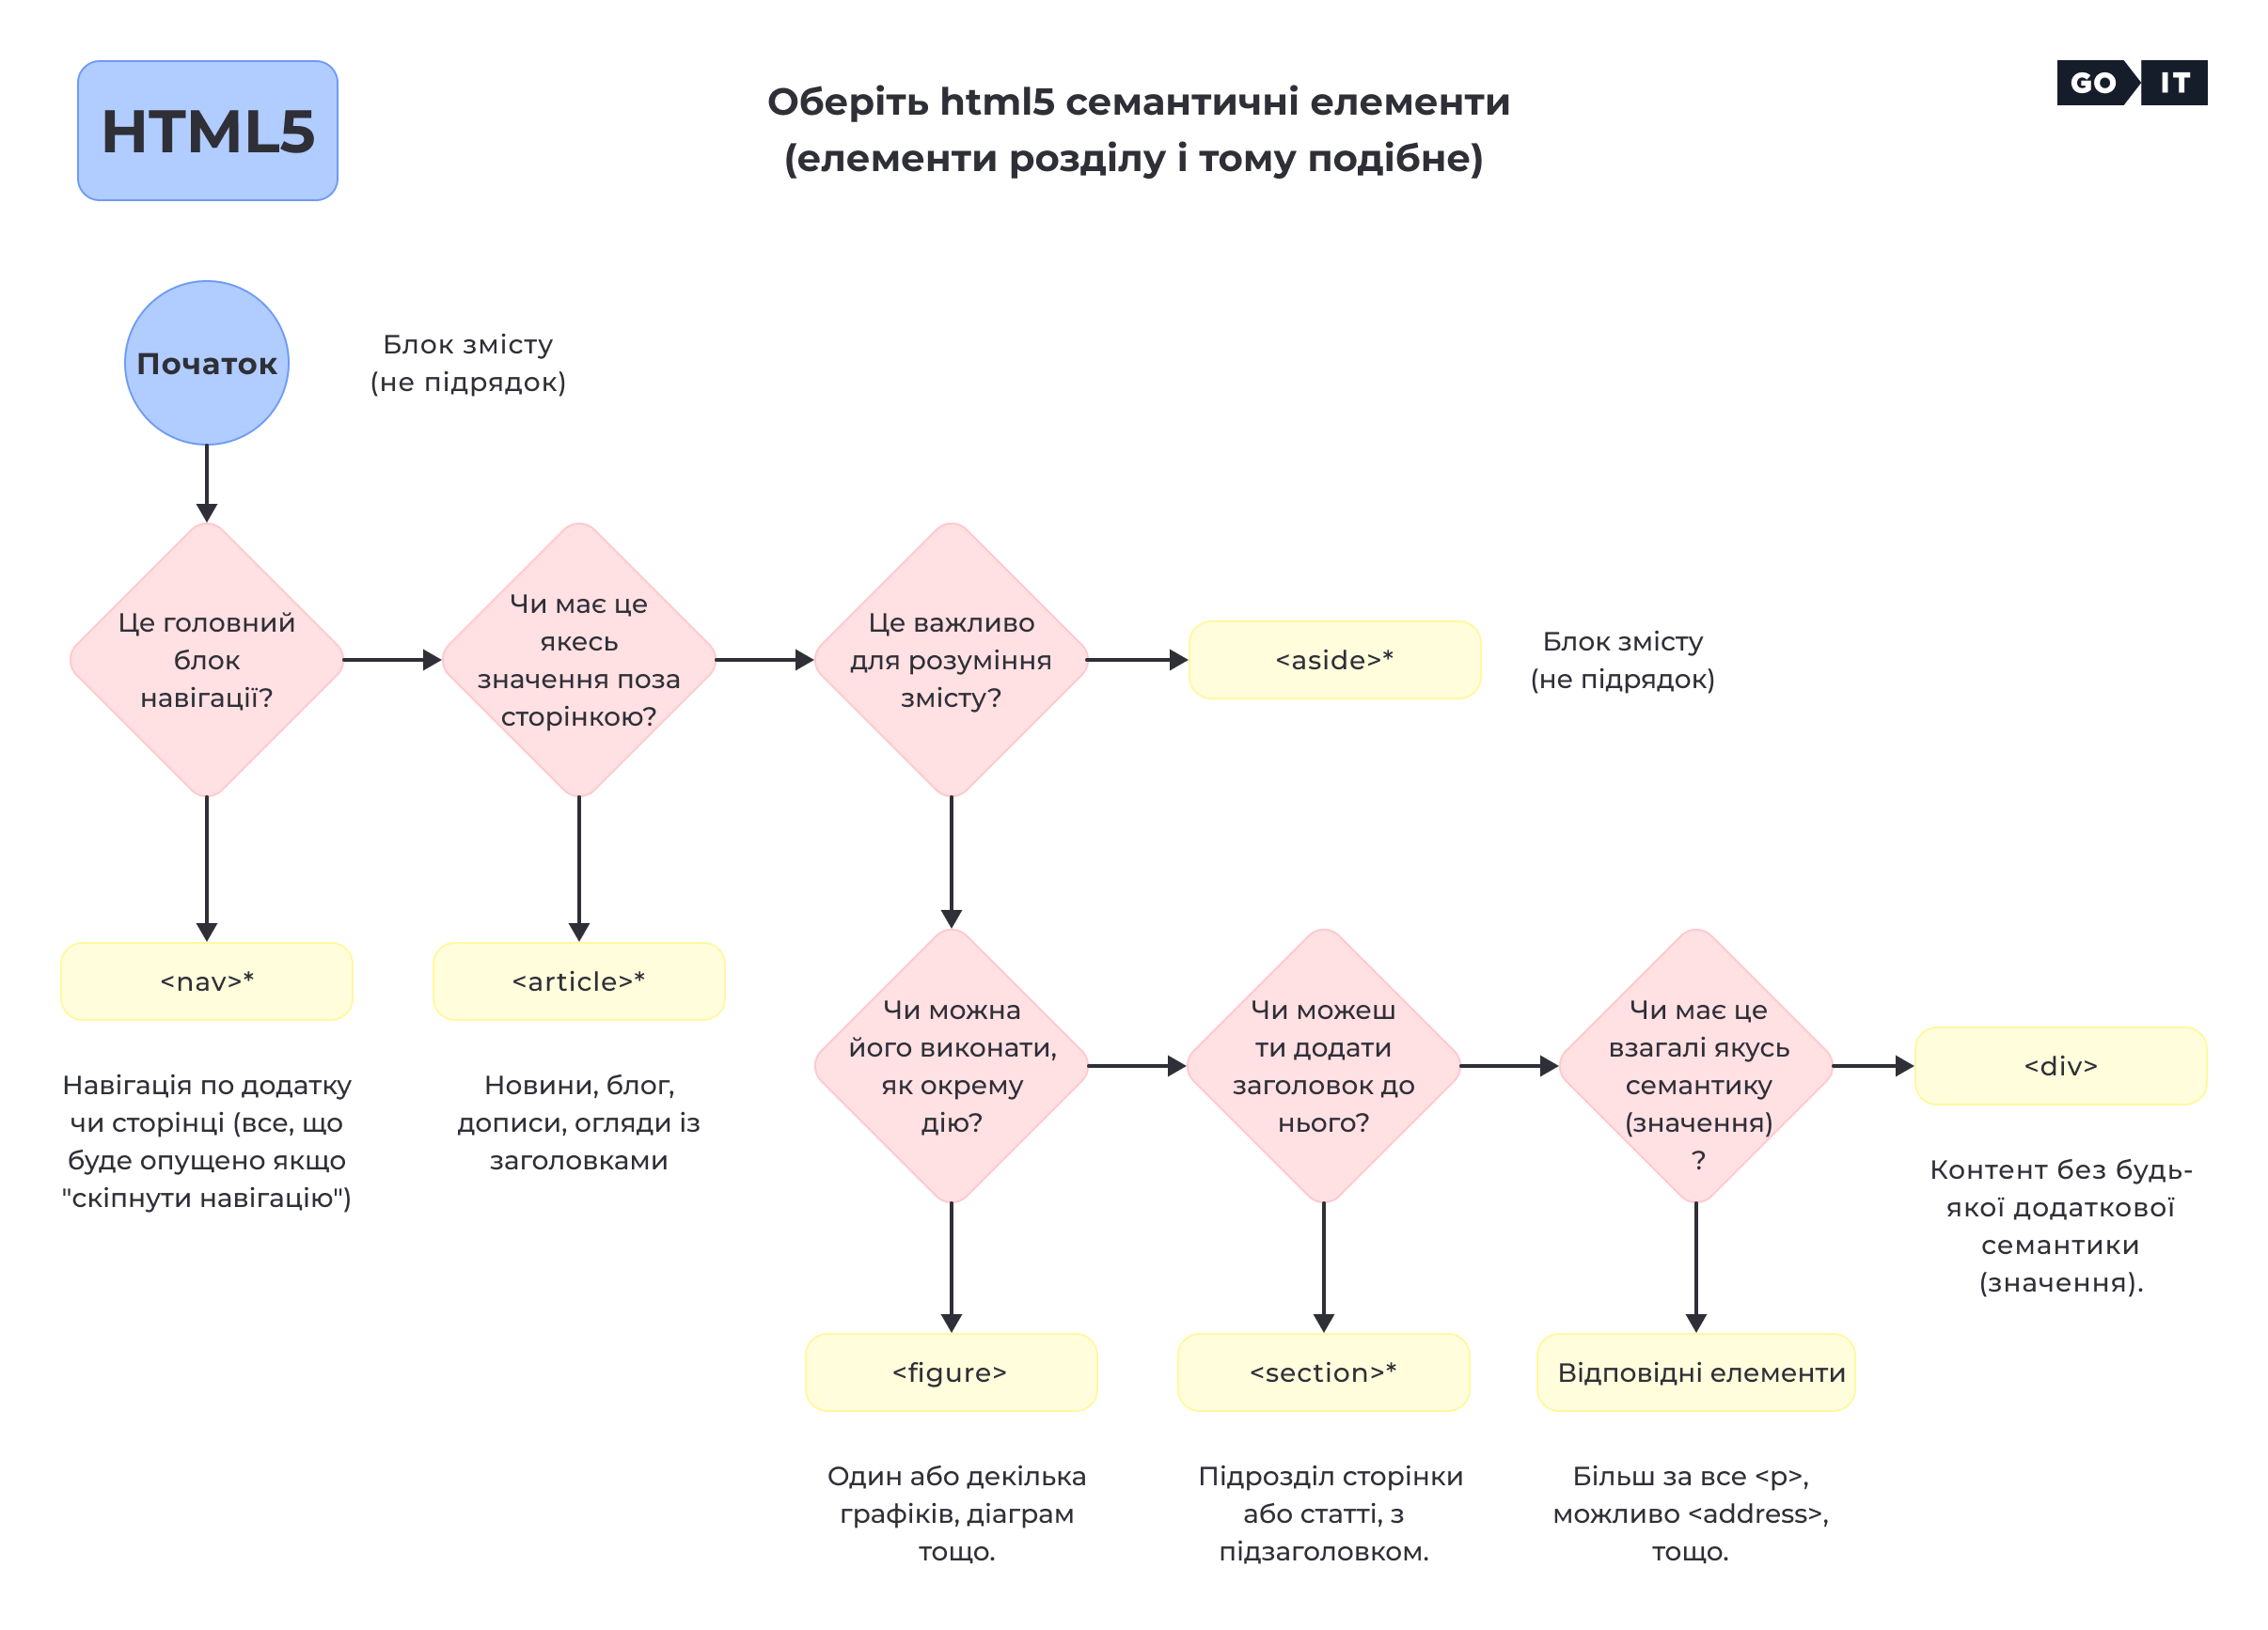 HTML5
Оберіть html5 семантичні елементи
(елементи розділу і тому подібне)
GO IT
Початок
Блок змісту
(не підрядок)
Це головний
блок
навігації?
Чи має це
якесь
значення поза
сторінкою?
Це важливо
для розуміння
змісту?
<aside>*
Блок змісту
(не підрядок)
<nav>*
Навігація по додатку
чи сторінці (все, що
буде опущено якщо
"скіпнути навігацію")
<article>*
Новини, блог,
дописи, огляди із
заголовками
Чи можна
його виконати,
як окрему
дію?
Чи можеш
ти додати
заголовок до
нього?
Чи має це
взагалі якусь
семантику
(значення)
?
<div>
Контент без будь-
якої додаткової
семантики
(значення).
<figure>
Один або декілька
графіків, діаграм
тощо.
<section>*
Підрозділ сторінки
або статті, з
підзаголовком.
Відповідні елементи
Більш за все <p>,
можливо <address>,
тощо.